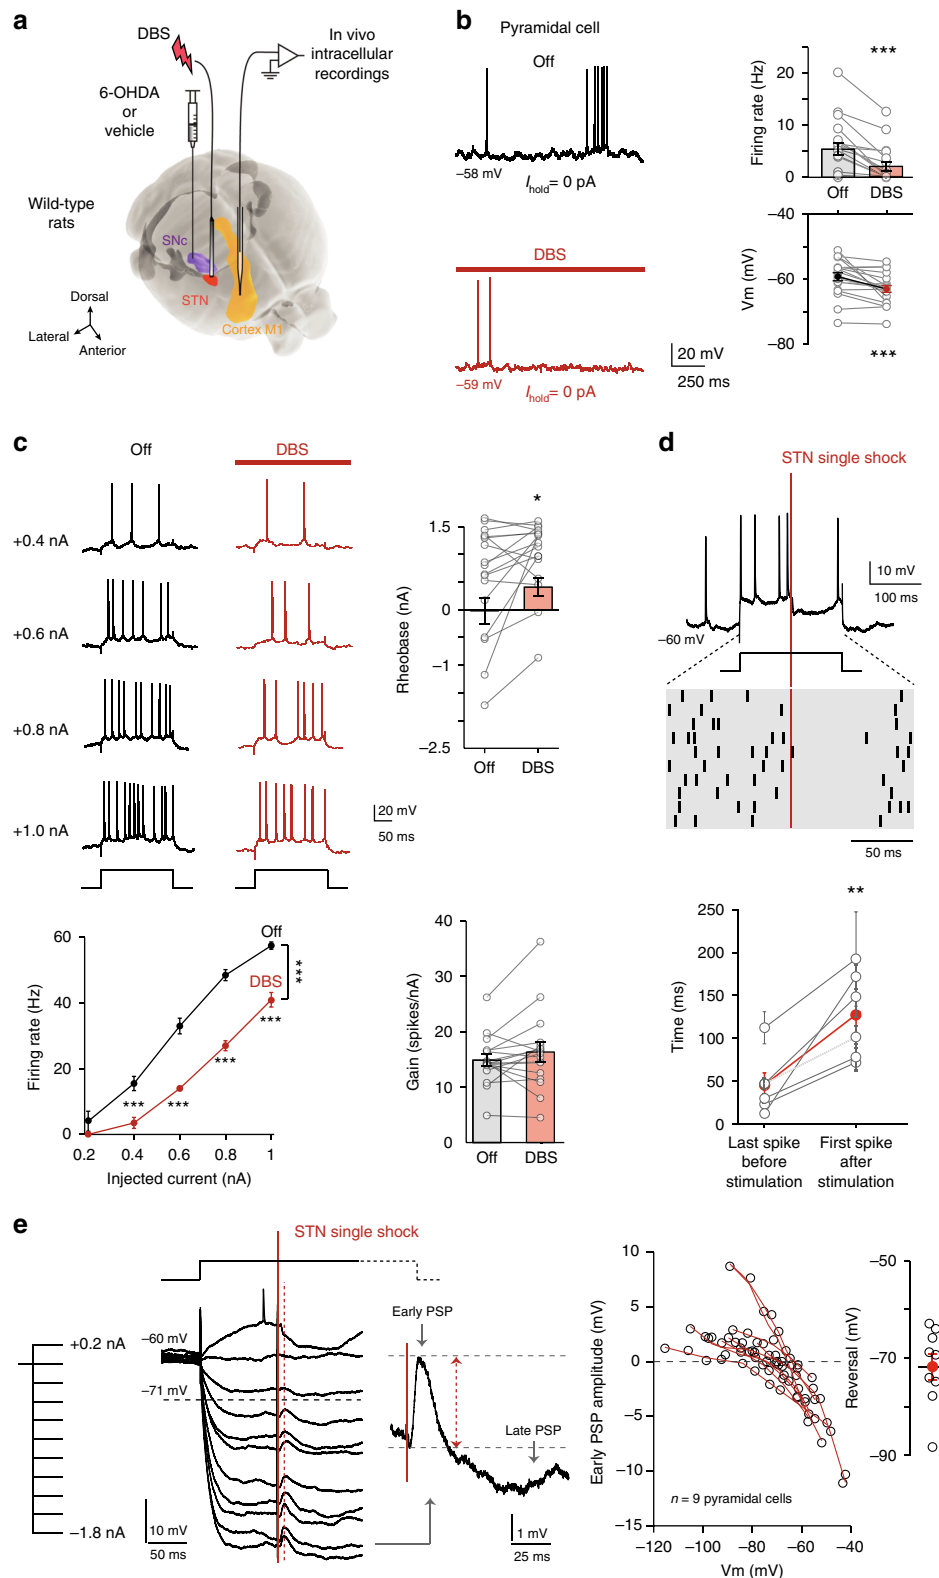 a
DBS
In vivo
intracellular
recordings
6-OHDA
or
vehicle
Wild-type
rats
SNc
STN
Cortex M1
Dorsal
Lateral
Anterior
b
Pyramidal cell
Off
–58 mV
Ihold= 0 pA
DBS
–59 mV
Ihold= 0 pA
20 mV
250 ms
***
Firing rate (Hz)
20
10
0
Off
DBS
Vm (mV)
–40
–60
–80
***
c
Off
DBS
+0.4 nA
+0.6 nA
+0.8 nA
+1.0 nA
20 mV
50 ms
*
Rheobase (nA)
1.5
0
–1
–2.5
Off
DBS
Firing rate (Hz)
60
40
20
0
Off
DBS
***
***
***
***
***
0.2
0.4
0.6
0.8
1
Injected current (nA)
Gain (spikes/nA)
40
30
20
10
0
Off
DBS
d
STN single shock
10 mV
100 ms
–60 mV
50 ms
**
Time (ms)
250
200
150
100
50
0
Last spike
before
stimulation
First spike
after
stimulation
e
STN single shock
+0.2 nA
–1.8 nA
–60 mV
–71 mV
10 mV
50 ms
Early PSP
Late PSP
1 mV
25 ms
Early PSP amplitude (mV)
10
5
0
–5
–10
–15
n = 9 pyramidal cells
–120
–100
–80
–60
–40
Vm (mV)
Reversal (mV)
–50
–70
–90